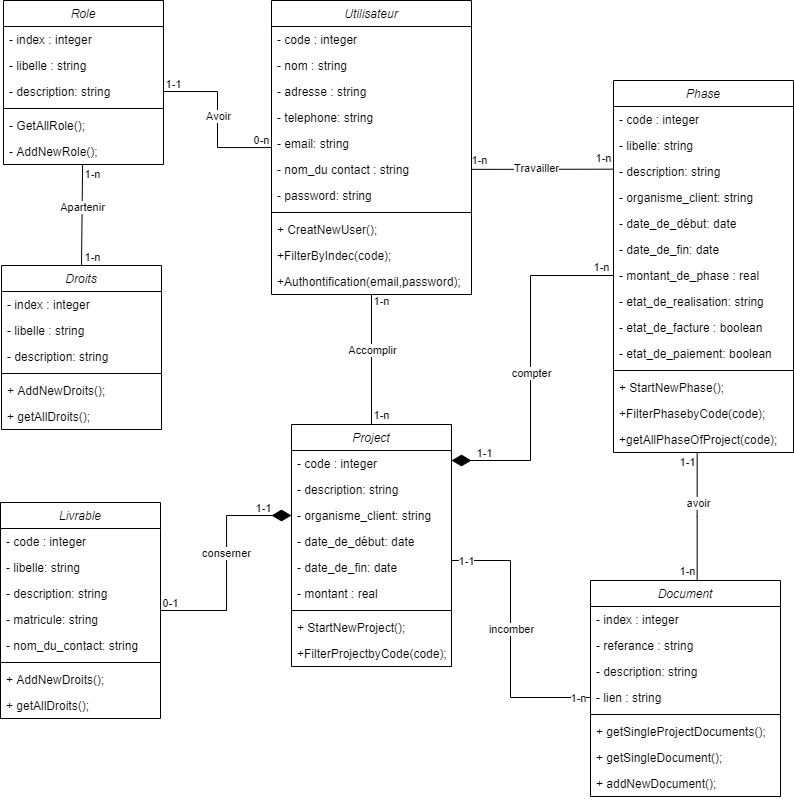 Role
- index : integer
- libelle : string
- description: string
- GetAllRole();
- AddNewRole();
1-1
Avoir
0-n
Utilisateur
- code : integer
- nom : string
- adresse : string
- telephone: string
- email: string
- nom_du contact : string
- password: string
+ CreatNewUser();
+FilterByIndec(code);
+Authontification(email,password);
1-n
Travailler
1-n
Phase
- code : integer
- libelle: string
- description: string
- organisme_client: string
- date_de_début: date
- date_de_fin: date
- montant_de_phase : real
- etat_de_realisation: string
- etat_de_facture : boolean
- etat_de_paiement: boolean
+ StartNewPhase();
+FilterPhasebyCode(code);
+getAllPhaseOfProject(code);
1-n
Apartenir
1-n
Droits
- index : integer
- libelle : string
- description: string
+ AddNewDroits();
+ getAllDroits();
1-n
Accomplir
1-n
1-n
compter
1-1
Project
- code : integer
- description: string
- organisme_client: string
- date_de_début: date
- date_de_fin: date
- montant : real
+ StartNewProject();
+FilterProjectbyCode(code);
1-1
conserner
0-1
Livrable
- code : integer
- libelle: string
- description: string
- matricule: string
- nom_du_contact: string
+ AddNewDroits();
+ getAllDroits();
1-1
incomber
1-n
1-1
avoir
1-n
Document
- index : integer
- referance : string
- description: string
- lien : string
+ getSingleProjectDocuments();
+ getSingleDocument();
+ addNewDocument();